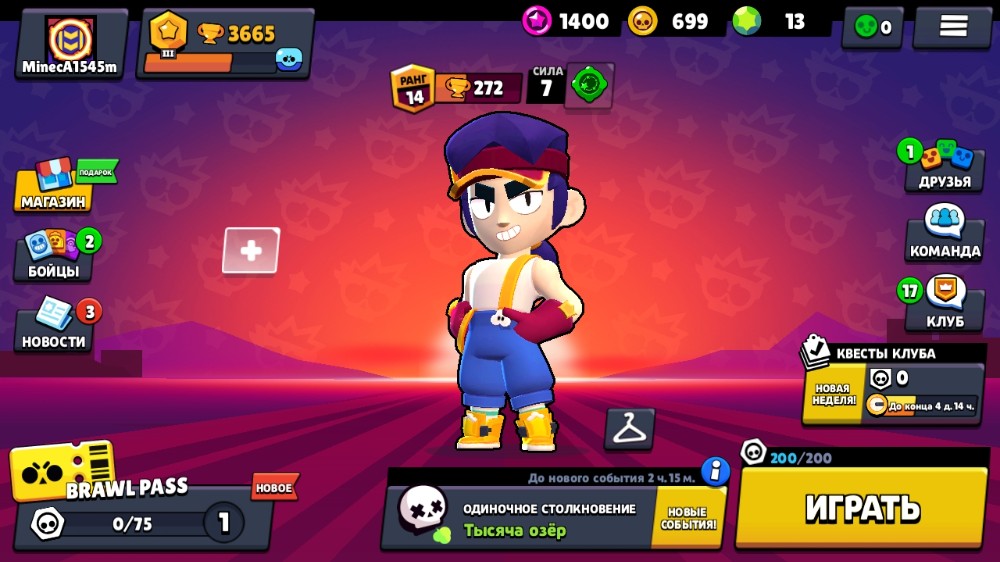 MinecA1545m
III
3665
1400
699
13
0
РАНГ
14
272
СИЛА
7
МАГАЗИН
ПОДАРОК
БОЙЦЫ
2
НОВОСТИ
3
1
ДРУЗЬЯ
КОМАНДА
17
КЛУБ
КВЕСТЫ КЛУБА
НОВАЯ
НЕДЕЛЯ!
0
До конца 4 д. 14 ч.
BRAWL PASS
НОВОЕ
0/75
1
До нового события 2 ч. 15 м.
i
ОДИНОЧНОЕ СТОЛКНОВЕНИЕ
Тысяча озёр
НОВЫЕ
СОБЫТИЯ!
200/200
ИГРАТЬ